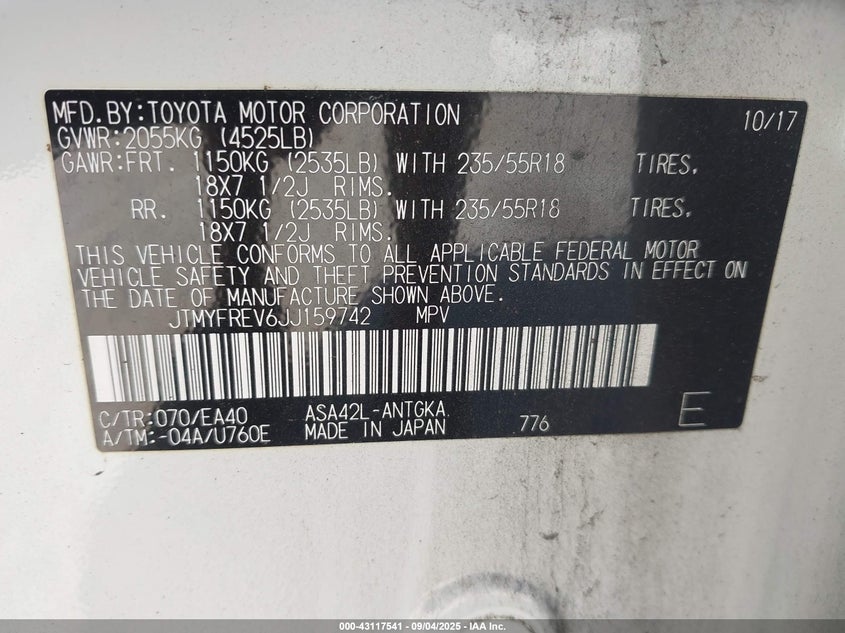 MFD.BY:TOYOTA MOTOR CORPORATION 10/17
GVWR:2055KG (4525LB)
GAWR:FRT. 1150KG (2535LB) WITH 235/55R18 TIRES,
18X7 1/2J RIMS.
RR. 1150KG (2535LB) WITH 235/55R18 TIRES,
18X7 1/2J RIMS.
THIS VEHICLE CONFORMS TO ALL APPLICABLE FEDERAL MOTOR
VEHICLE SAFETY AND THEFT PREVENTION STANDARDS IN EFFECT ON
THE DATE OF MANUFACTURE SHOWN ABOVE.
JTMYFREV6JJ159742 MPV
C/TR:070/EA40 ASA42L-ANTGKA
A/TM:-04A/U760E MADE IN JAPAN 776 E
000-43117541 - 09/04/2025 - IAA Inc.